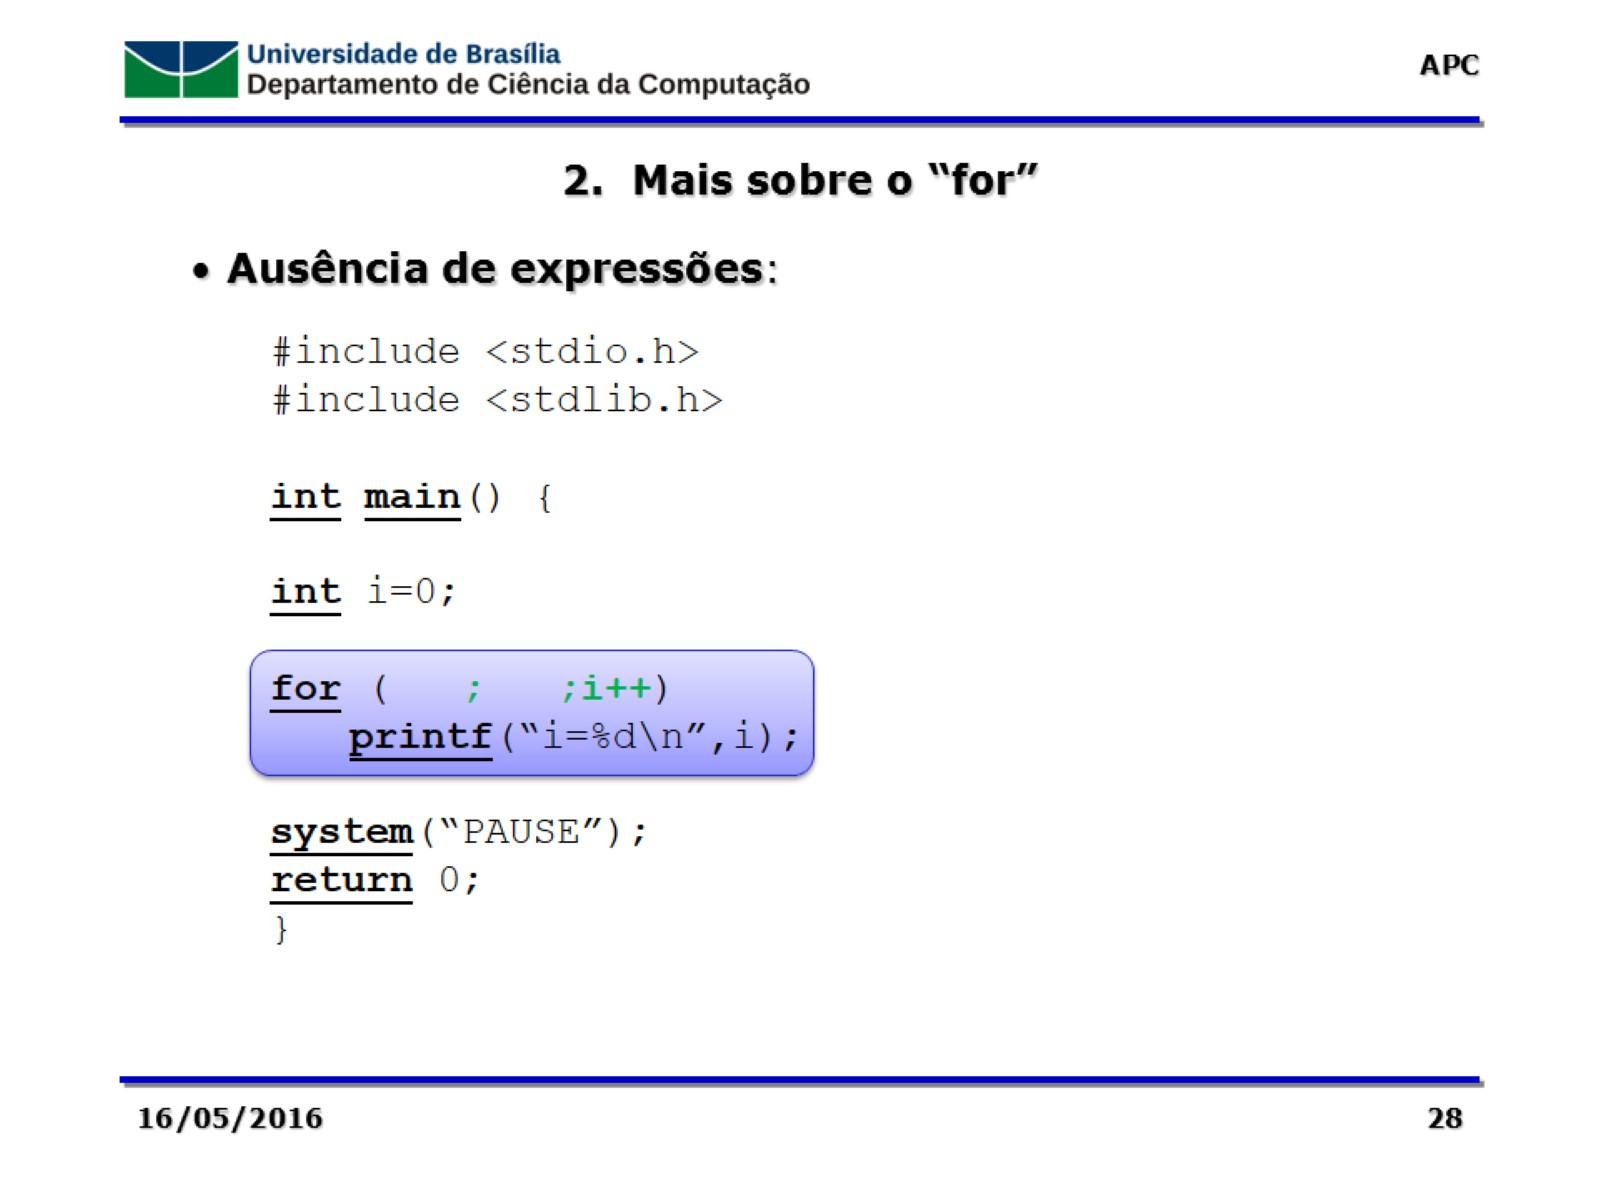 Universidade de Brasília
Departamento de Ciência da Computação
APC
2. Mais sobre o “for”
• Ausência de expressões:
#include <stdio.h>
#include <stdlib.h>
int main() {
int i=0;
for (   ;   ;i++)
printf(“i=%d\n”,i);
system(“PAUSE”);
return 0;
}
16/05/2016
28